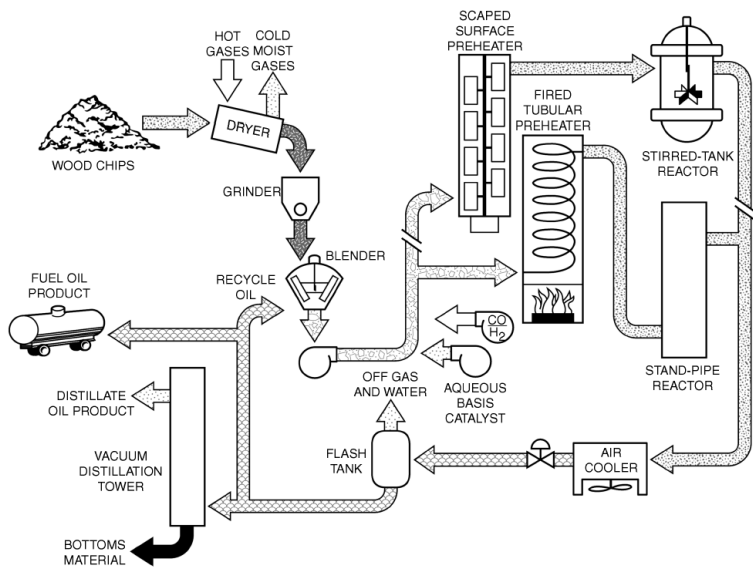 SCAPED
SURFACE
PREHEATER
HOT
GASES
COLD
MOIST
GASES
FIRED
TUBULAR
PREHEATER
DRYER
WOOD CHIPS
STIRRED-TANK
REACTOR
GRINDER
BLENDER
RECYCLE
OIL
FUEL OIL
PRODUCT
CO
H2
STAND-PIPE
REACTOR
OFF GAS
AND WATER
AQUEOUS
BASIS
CATALYST
DISTILLATE
OIL PRODUCT
VACUUM
DISTILLATION
TOWER
FLASH
TANK
AIR
COOLER
BOTTOMS
MATERIAL